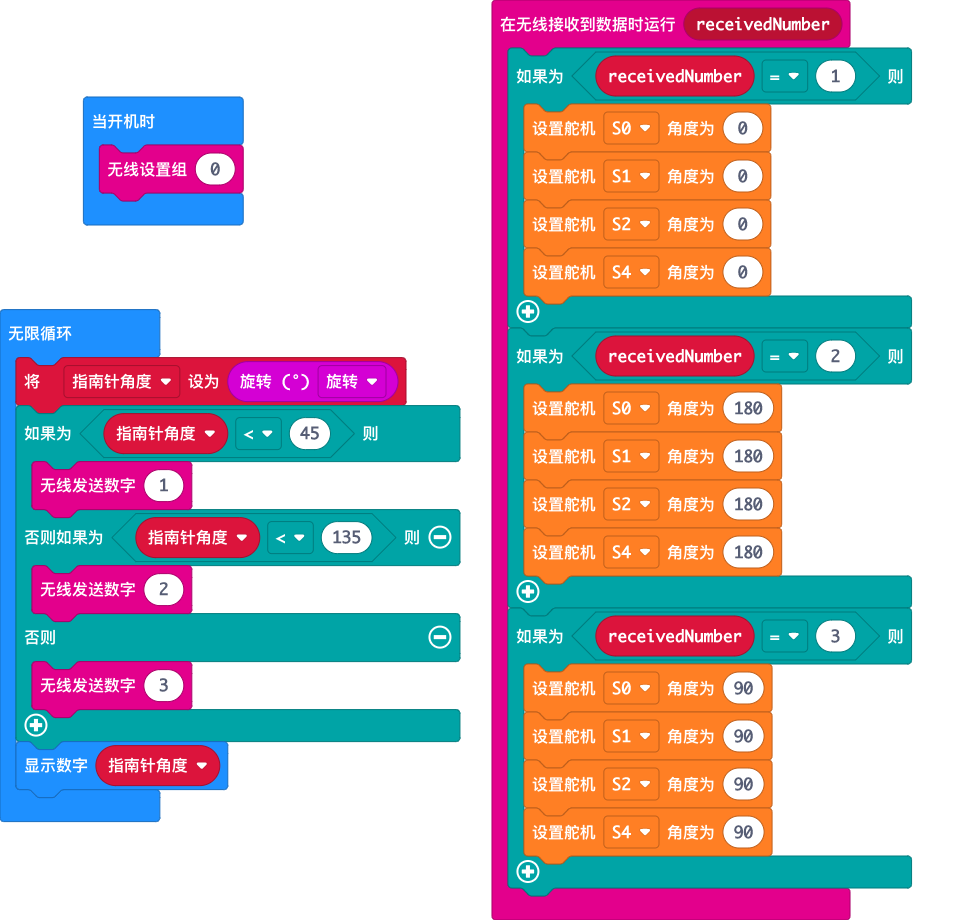 当开机时
无线设置组 0
无限循环
将 指南针角度 设为 旋转 (°) 旋转
如果为 指南针角度 < 45 则
无线发送数字 1
否则如果为 指南针角度 < 135 则
无线发送数字 2
否则
无线发送数字 3
显示数字 指南针角度
在无线接收到数据时运行 receivedNumber
如果为 receivedNumber = 1 则
设置舵机 S0 角度为 0
设置舵机 S1 角度为 0
设置舵机 S2 角度为 0
设置舵机 S4 角度为 0
如果为 receivedNumber = 2 则
设置舵机 S0 角度为 180
设置舵机 S1 角度为 180
设置舵机 S2 角度为 180
设置舵机 S4 角度为 180
如果为 receivedNumber = 3 则
设置舵机 S0 角度为 90
设置舵机 S1 角度为 90
设置舵机 S2 角度为 90
设置舵机 S4 角度为 90